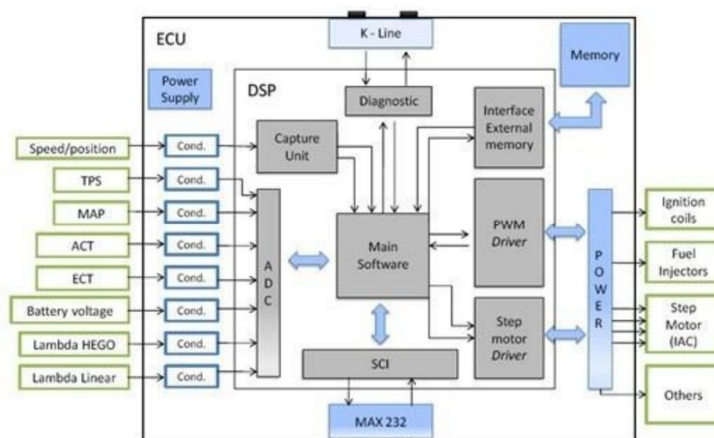 ECU
K - Line
Memory
Power
Supply
DSP
Diagnostic
Interface
External
memory
Capture
Unit
Speed/position
Cond.
TPS
Cond.
MAP
Cond.
ACT
Cond.
ECT
Cond.
Battery voltage
Cond.
Lambda HEGO
Cond.
Lambda Linear
Cond.
A
D
C
Main
Software
PWM
Driver
Step
motor
Driver
SCI
MAX 232
P
O
W
E
R
Ignition
coils
Fuel
Injectors
Step
Motor
(IAC)
Others